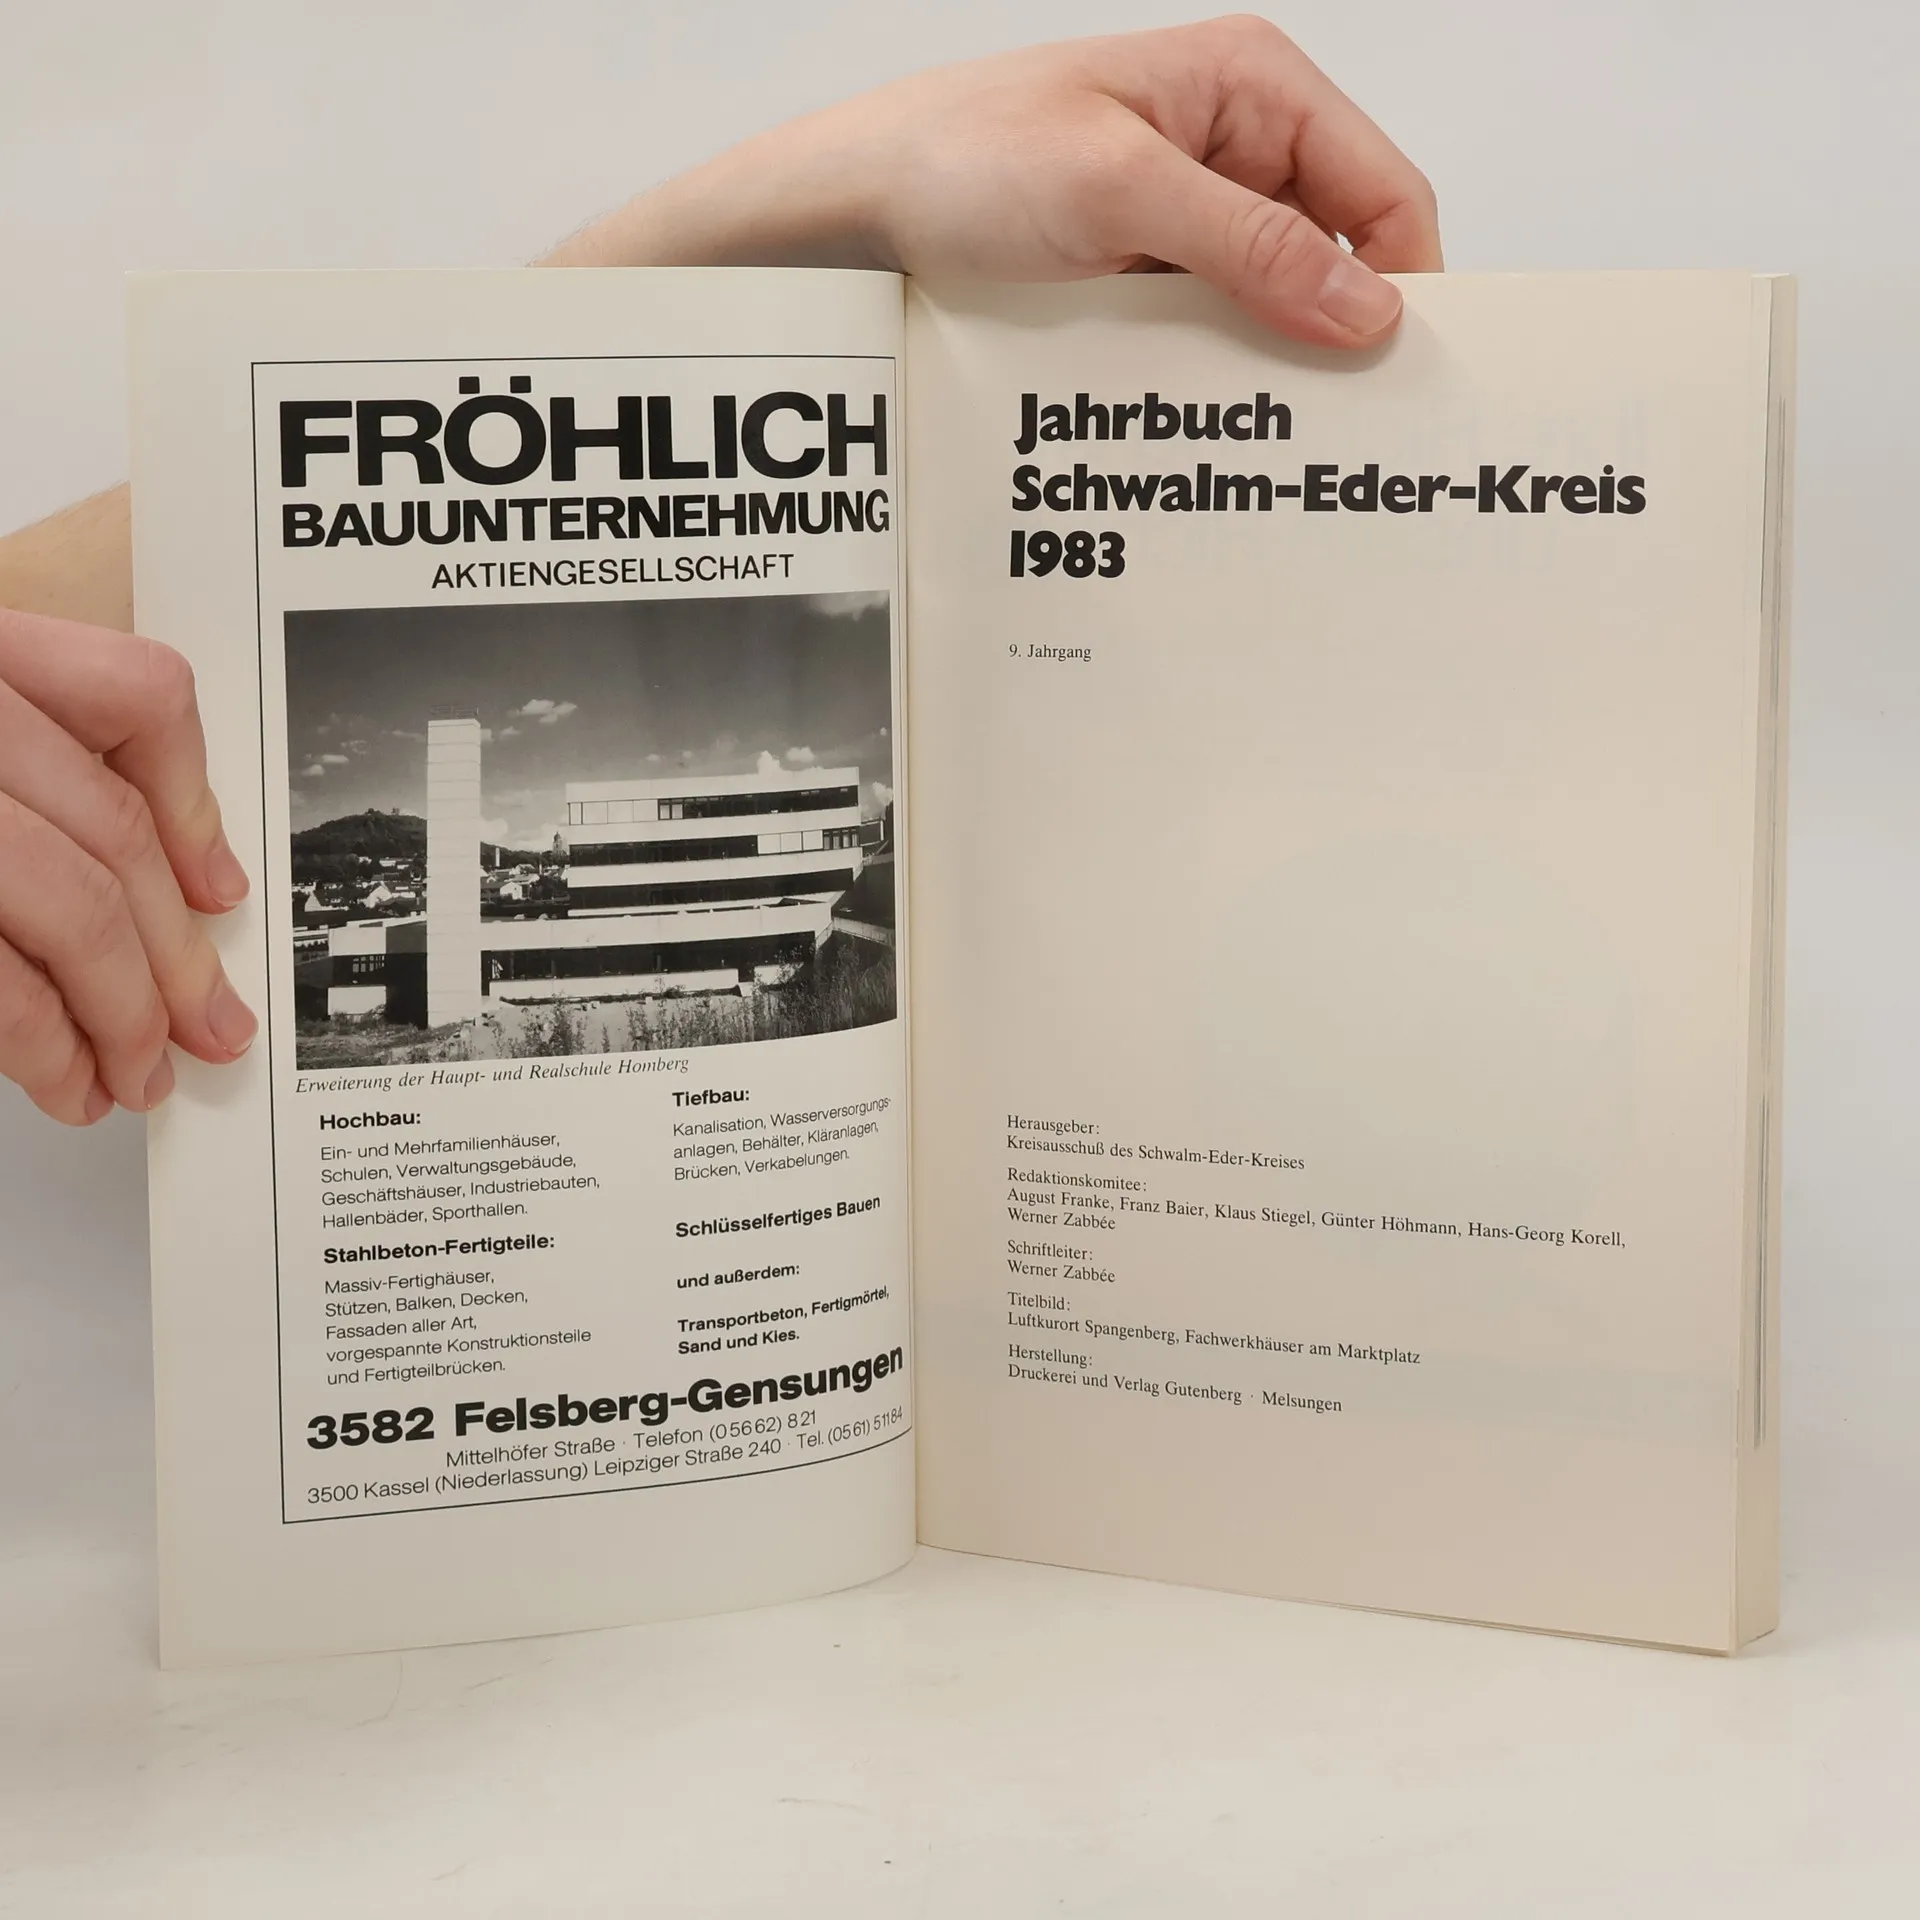 FRÖHLICH
BAUUNTERNEHMUNG
AKTIENGESELLSCHAFT
Erweiterung der Haupt- und Realschule Homberg
Hochbau:
Ein- und Mehrfamilienhäuser,
Schulen, Verwaltungsgebäude,
Geschäftshäuser, Industriebauten,
Hallenbäder, Sporthallen.
Stahlbeton-Fertigteile:
Massiv-Fertighäuser,
Stützen, Balken, Decken,
Fassaden aller Art,
vorgespannte Konstruktionsteile
und Fertigteilbrücken.
Tiefbau:
Kanalisation, Wasserversorgungs-
anlagen, Behälter, Kläranlagen,
Brücken, Verkabelungen.
Schlüsselfertiges Bauen
und außerdem:
Transportbeton, Fertigmörtel,
Sand und Kies.
3582 Felsberg-Gensungen
Mittelhöfer Straße · Telefon (05662) 821
3500 Kassel (Niederlassung) Leipziger Straße 240 · Tel. (0561) 51184
Jahrbuch
Schwalm-Eder-Kreis
1983
9. Jahrgang
Herausgeber:
Kreisausschuß des Schwalm-Eder-Kreises
Redaktionskomitee:
August Franke, Franz Baier, Klaus Stiegel, Günter Höhmann, Hans-Georg Korell,
Werner Zabbée
Schriftleiter:
Werner Zabbée
Titelbild:
Luftkurort Spangenberg, Fachwerkhäuser am Marktplatz
Herstellung:
Druckerei und Verlag Gutenberg · Melsungen